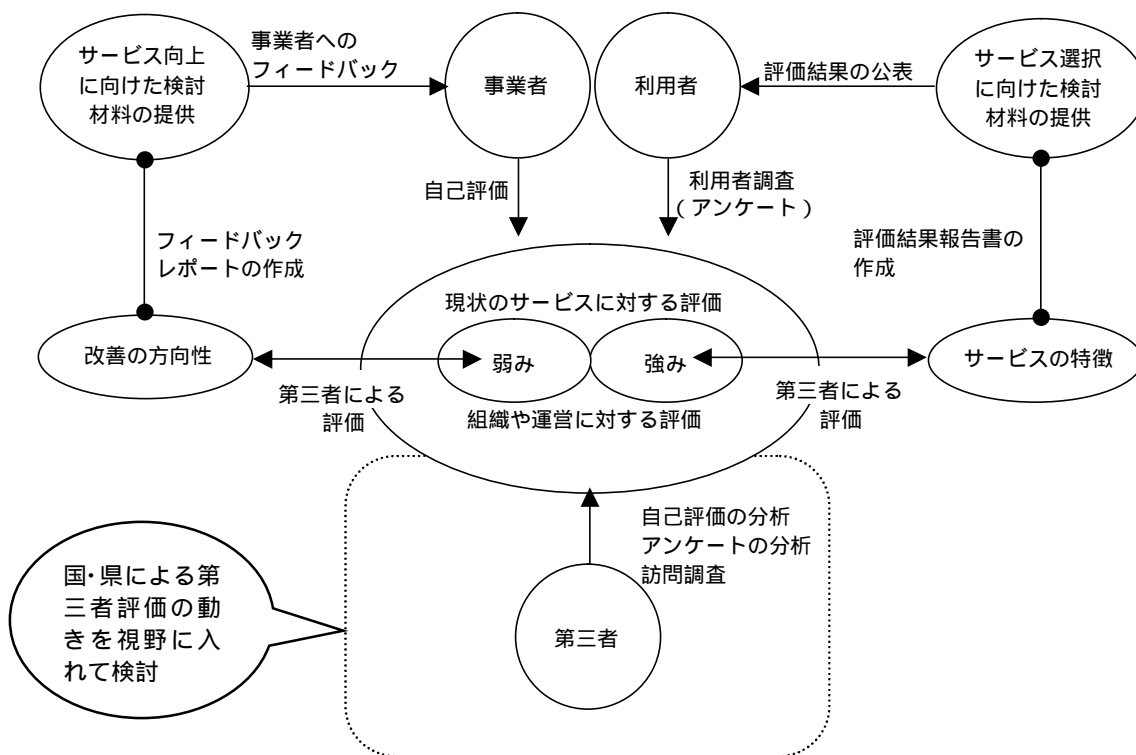 サービス向上
に向けた検討
材料の提供
事業者への
フィードバック
事業者
利用者
評価結果の公表
サービス選択
に向けた検討
材料の提供
自己評価
利用者調査
(アンケート)
フィードバック
レポートの作成
評価結果報告書の
作成
現状のサービスに対する評価
改善の方向性
弱み
強み
サービスの特徴
第三者による
評価
組織や運営に対する評価
第三者による
評価
自己評価の分析
アンケートの分析
訪問調査
国・県による第
三者評価の動
きを視野に入
れて検討
第三者